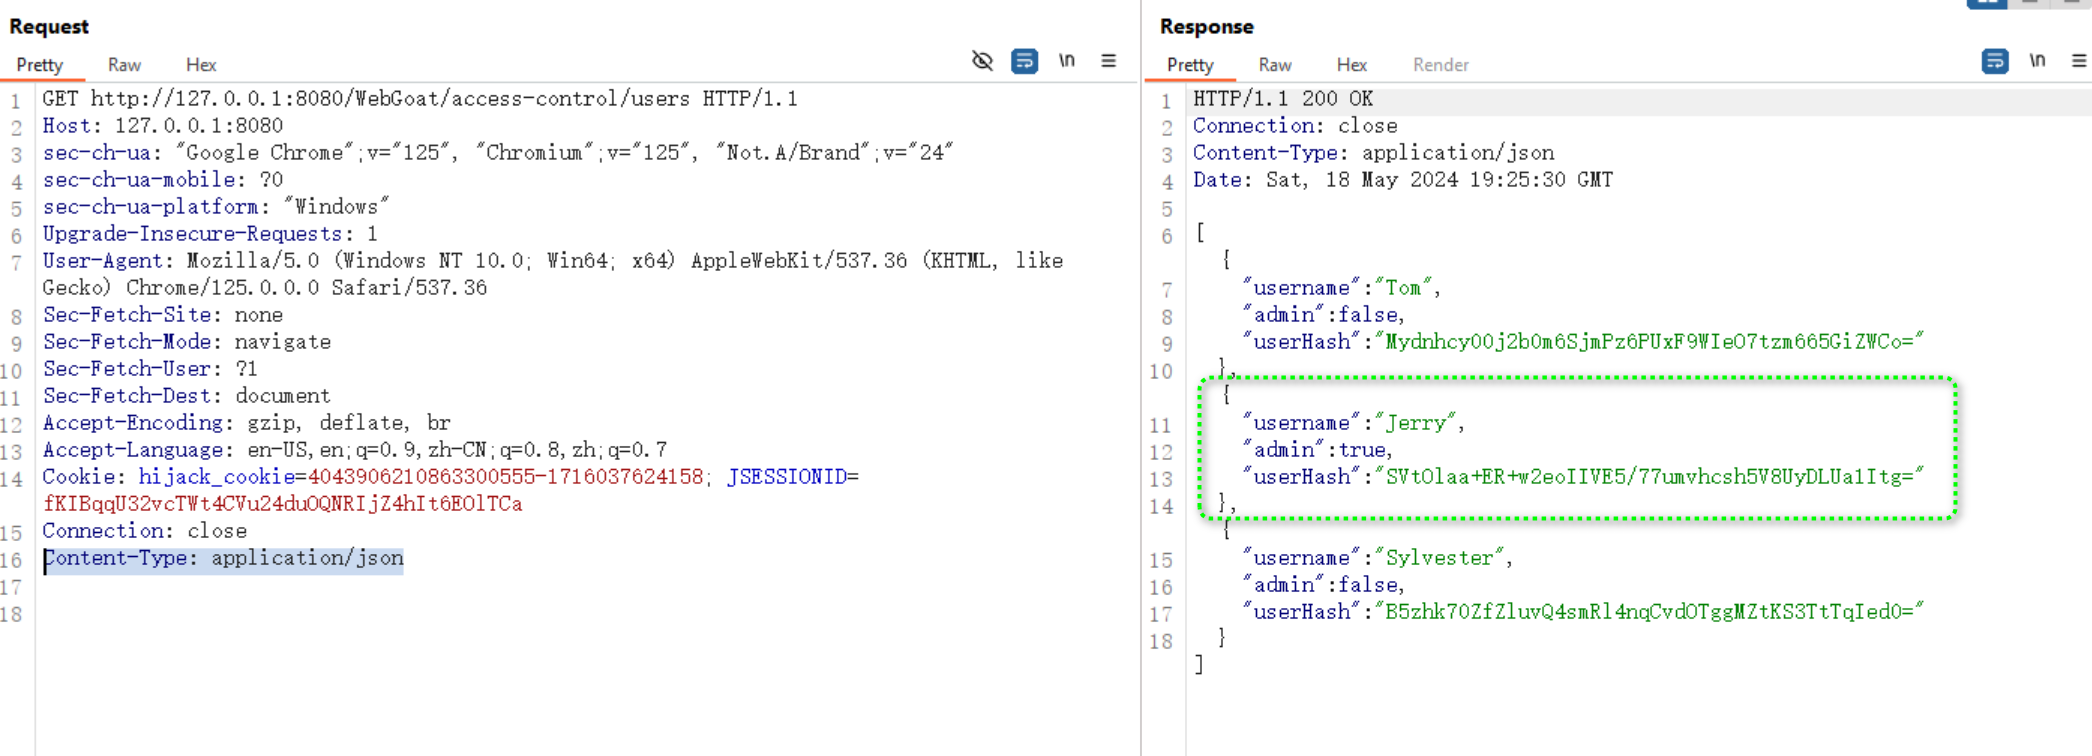 Request
Pretty Raw Hex
\n
1 GET http://127.0.0.1:8080/WebGoat/access-control/users HTTP/1.1
2 Host: 127.0.0.1:8080
3 sec-ch-ua: "Google Chrome";v="125", "Chromium";v="125", "Not.A/Brand";v="24"
4 sec-ch-ua-mobile: ?0
5 sec-ch-ua-platform: "Windows"
6 Upgrade-Insecure-Requests: 1
7 User-Agent: Mozilla/5.0 (Windows NT 10.0; Win64; x64) AppleWebKit/537.36 (KHTML, like
Gecko) Chrome/125.0.0.0 Safari/537.36
8 Sec-Fetch-Site: none
9 Sec-Fetch-Mode: navigate
10 Sec-Fetch-User: ?1
11 Sec-Fetch-Dest: document
12 Accept-Encoding: gzip, deflate, br
13 Accept-Language: en-US,en;q=0.9,zh-CN;q=0.8,zh;q=0.7
14 Cookie: hijack_cookie=4043906210863300555-1716037624158; JSESSIONID=
fKIBqqU32vcTWt4CVu24duOQNRIjZ4hIt6EOlTCa
15 Connection: close
16 Content-Type: application/json
17
18
Response
Pretty Raw Hex Render
\n
1 HTTP/1.1 200 OK
2 Connection: close
3 Content-Type: application/json
4 Date: Sat, 18 May 2024 19:25:30 GMT
5
6 [
{
7 "username":"Tom",
8 "admin":false,
9 "userHash":"Mydnhcy00j2b0m6SjmPz6PUxF9WIeO7tzm665GiZWCo="
10 },
{
11 "username":"Jerry",
12 "admin":true,
13 "userHash":"SVtOlaa+ER+w2eoIIVE5/77umvhcsh5V8UyDLUa1Itg="
14 },
{
15 "username":"Sylvester",
16 "admin":false,
17 "userHash":"B5zhk70ZfZluvQ4smRl4nqCvdOTggMZtKS3TtTqIed0="
18 }
]